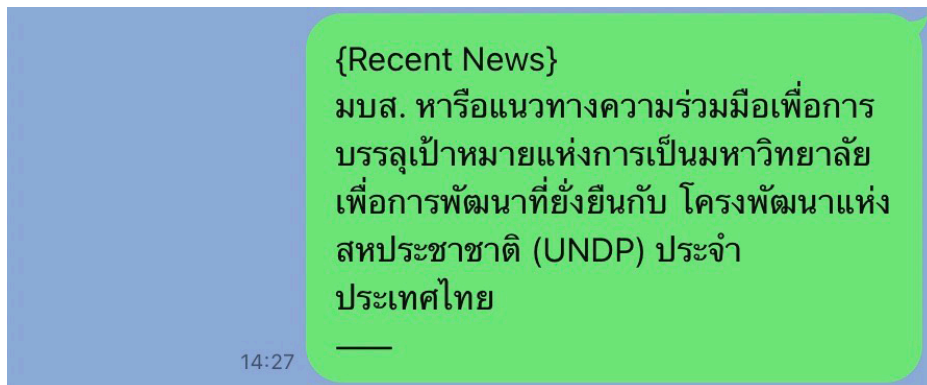 {Recent News}
มบส. หารือแนวทางความร่วมมือเพื่อการ
บรรลุเป้าหมายแห่งการเป็นมหาวิทยาลัย
เพื่อการพัฒนาที่ยั่งยืนกับ โครงพัฒนาแห่ง
สหประชาชาติ (UNDP) ประจำ
ประเทศไทย
14:27